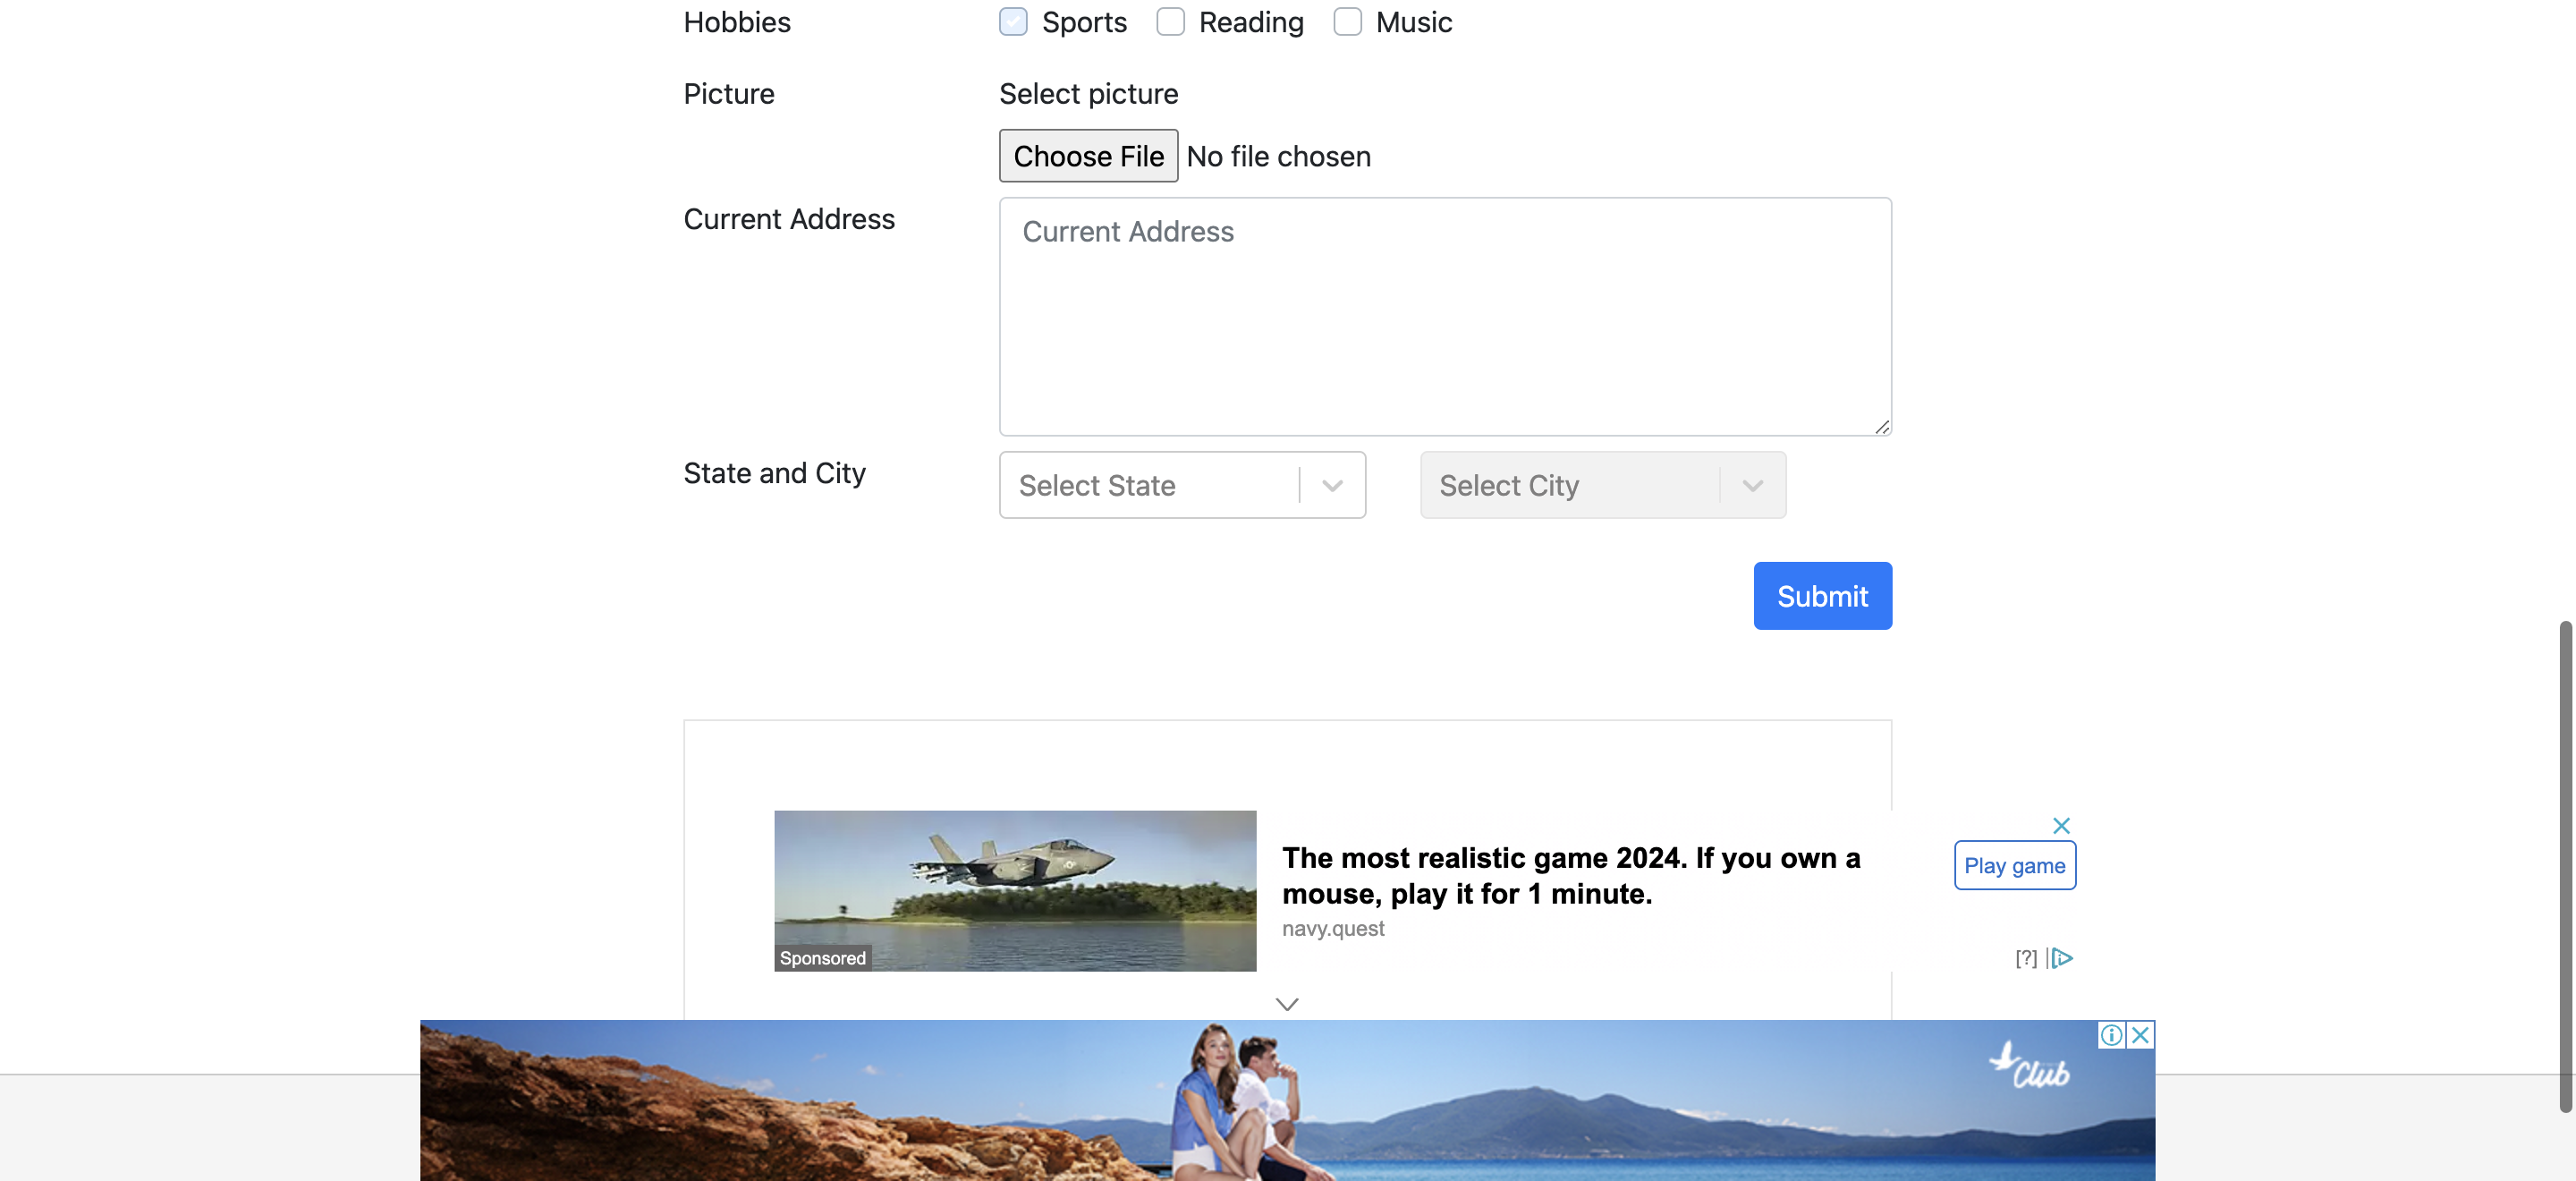 Hobbies
Sports
Reading
Music
Picture
Select picture
Choose File No file chosen
Current Address
Current Address
State and City
Select State
Select City
Submit
The most realistic game 2024. If you own a
mouse, play it for 1 minute.
navy.quest
Play game
Sponsored
[?]
Club